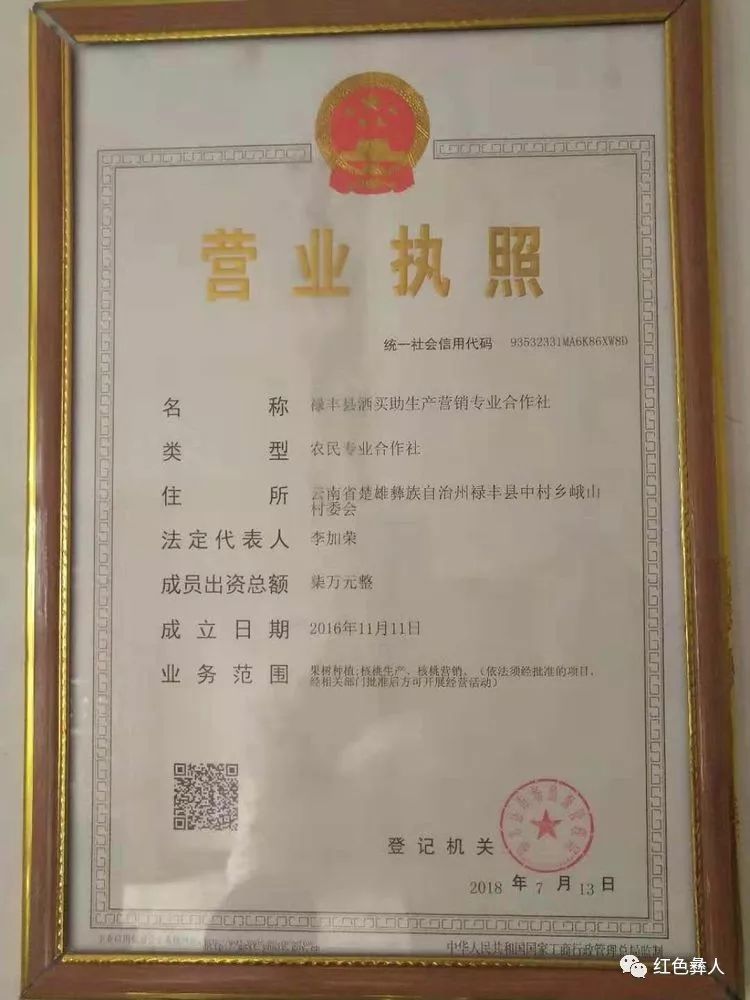 营业执照
统一社会信用代码 93532331MA6K86XW8D
名称 禄丰县洒买助生产营销专业合作社
类型 农民专业合作社
住所 云南省楚雄彝族自治州禄丰县中村乡峨山
村委会
法定代表人 李加荣
成员出资总额 柒万元整
成立日期 2016年11月11日
业务范围 果树种植;核桃生产、核桃营销。(依法须经批准的项目,
经相关部门批准后方可开展经营活动)
登记机关
2018年7月13日
中华人民共和国国家工商行政管理总局监制
红色彝人